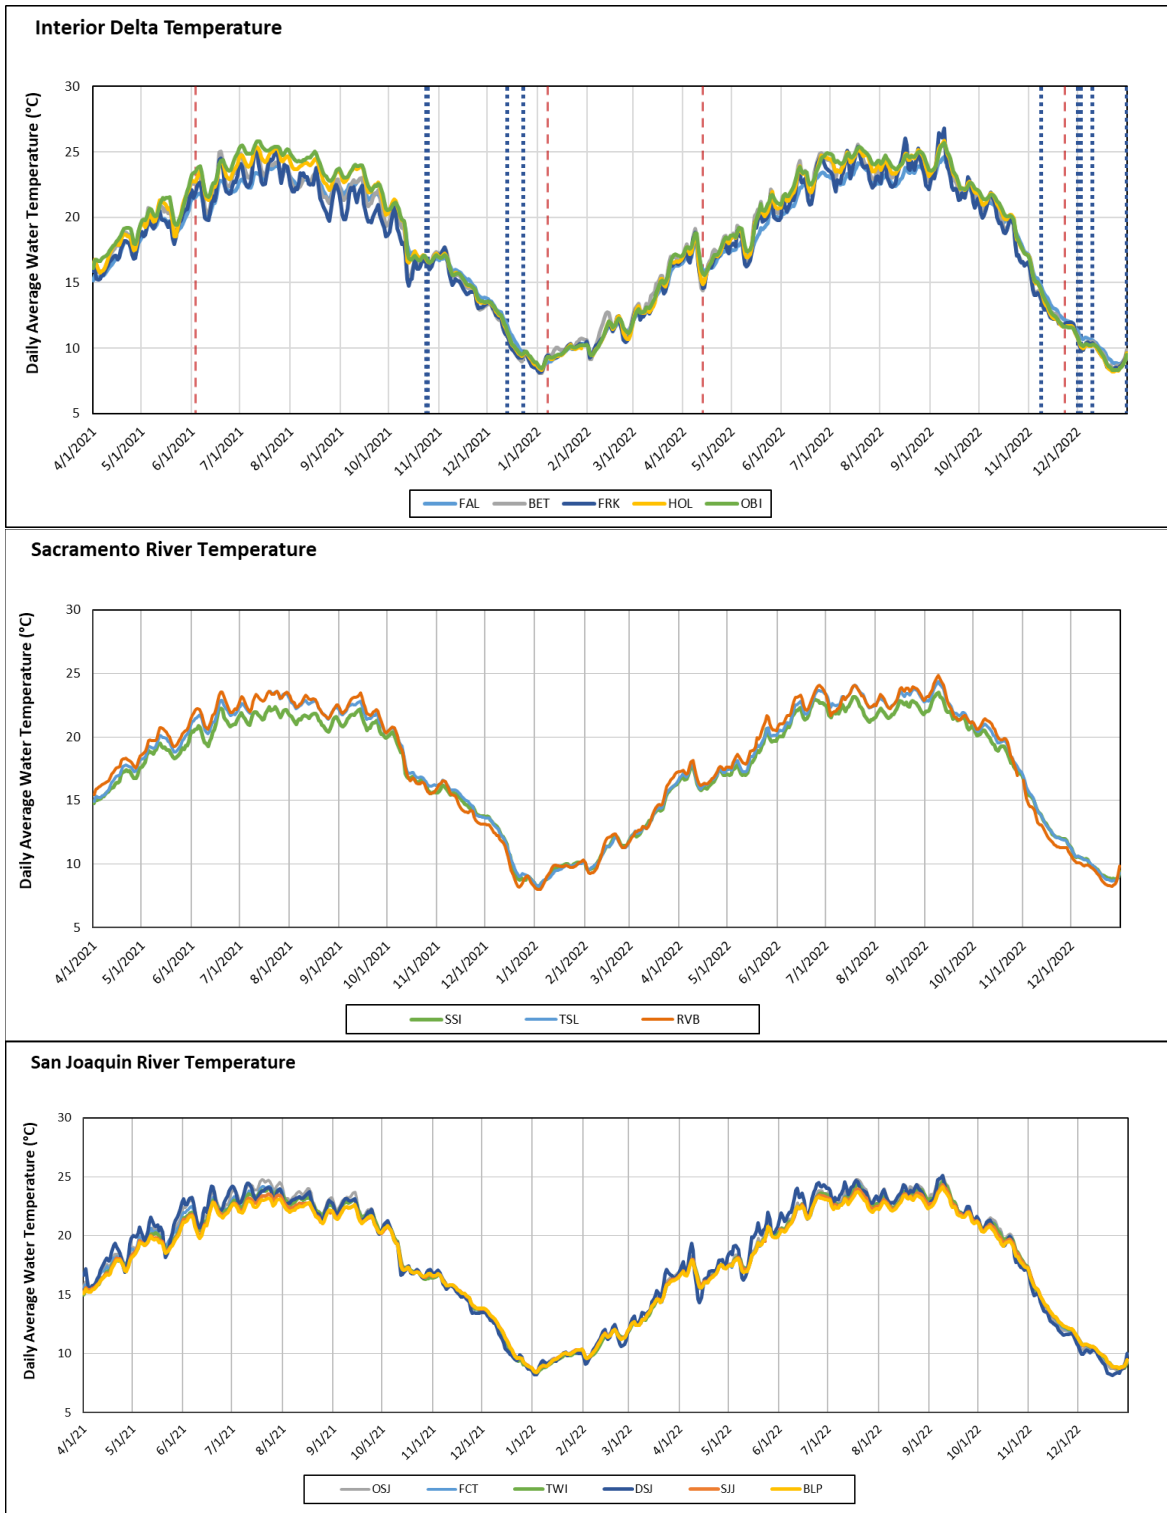 Interior Delta Temperature
Daily Average Water Temperature (°C)
30
25
20
15
10
5
4/1/2021 5/1/2021 6/1/2021 7/1/2021 8/1/2021 9/1/2021 10/1/2021 11/1/2021 12/1/2021 1/1/2022 2/1/2022 3/1/2022 4/1/2022 5/1/2022 6/1/2022 7/1/2022 8/1/2022 9/1/2022 10/1/2022 11/1/2022 12/1/2022
FAL BET FRK HOL OBI
Sacramento River Temperature
Daily Average Water Temperature (°C)
30
25
20
15
10
5
4/1/2021 5/1/2021 6/1/2021 7/1/2021 8/1/2021 9/1/2021 10/1/2021 11/1/2021 12/1/2021 1/1/2022 2/1/2022 3/1/2022 4/1/2022 5/1/2022 6/1/2022 7/1/2022 8/1/2022 9/1/2022 10/1/2022 11/1/2022 12/1/2022
SSI TSL RVB
San Joaquin River Temperature
Daily Average Water Temperature (°C)
30
25
20
15
10
5
4/1/21 5/1/21 6/1/21 7/1/21 8/1/21 9/1/21 10/1/21 11/1/21 12/1/21 1/1/22 2/1/22 3/1/22 4/1/22 5/1/22 6/1/22 7/1/22 8/1/22 9/1/22 10/1/22 11/1/22 12/1/22
OSJ FCT TWI DSJ SJJ BLP